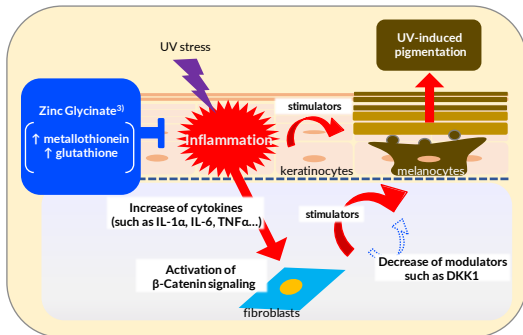 UV-induced
pigmentation
UV stress
Zinc Glycinate3)
↑ metallothionein
↑ glutathione
Inflammation
stimulators
keratinocytes
melanocytes
Increase of cytokines
(such as IL-1α, IL-6, TNFα...)
stimulators
Activation of
β-Catenin signaling
Decrease of modulators
such as DKK1
fibroblasts